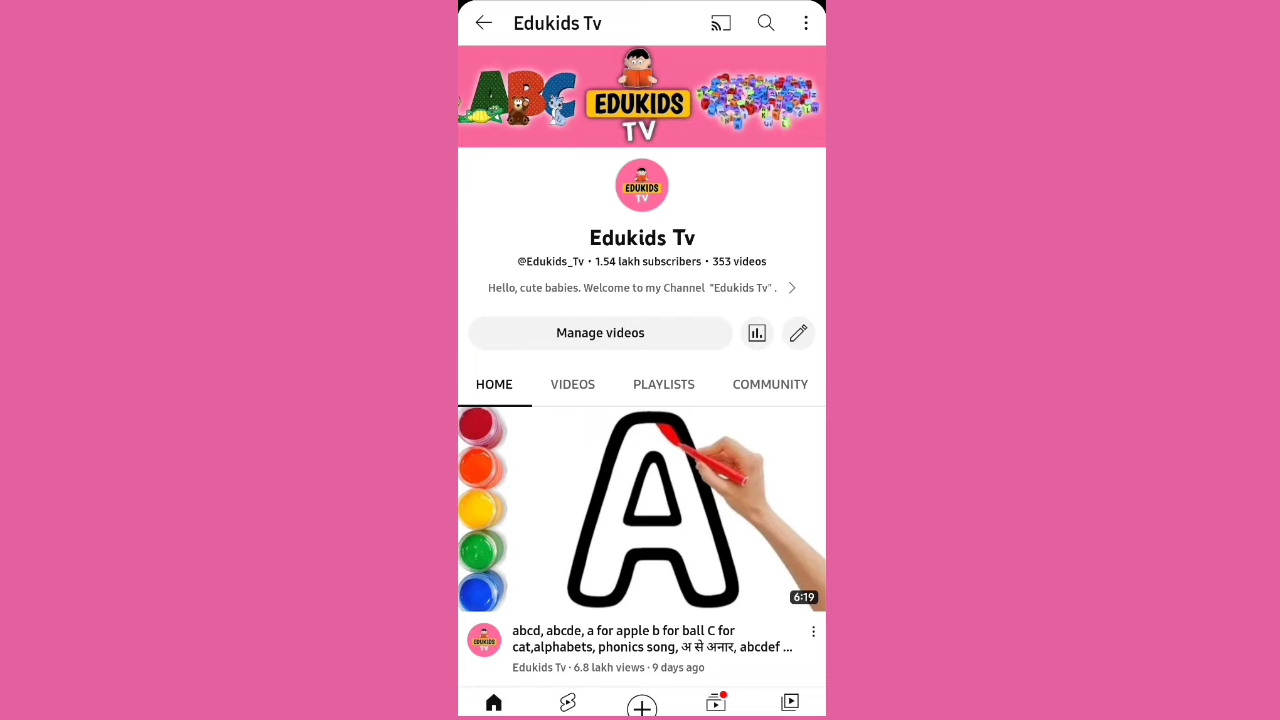 Edukids Tv
ABC
EDUKIDS
TV
EDUKIDS
TV
Edukids Tv
@Edukids_Tv • 1.54 lakh subscribers • 353 videos
Hello, cute babies. Welcome to my Channel "Edukids Tv" .
Manage videos
HOME VIDEOS PLAYLISTS COMMUNITY
A
6:19
EDUKIDS
TV
abcd, abcde, a for apple b for ball C for
cat,alphabets, phonics song, अ से अनार, abcdef ...
Edukids Tv · 6.8 lakh views · 9 days ago